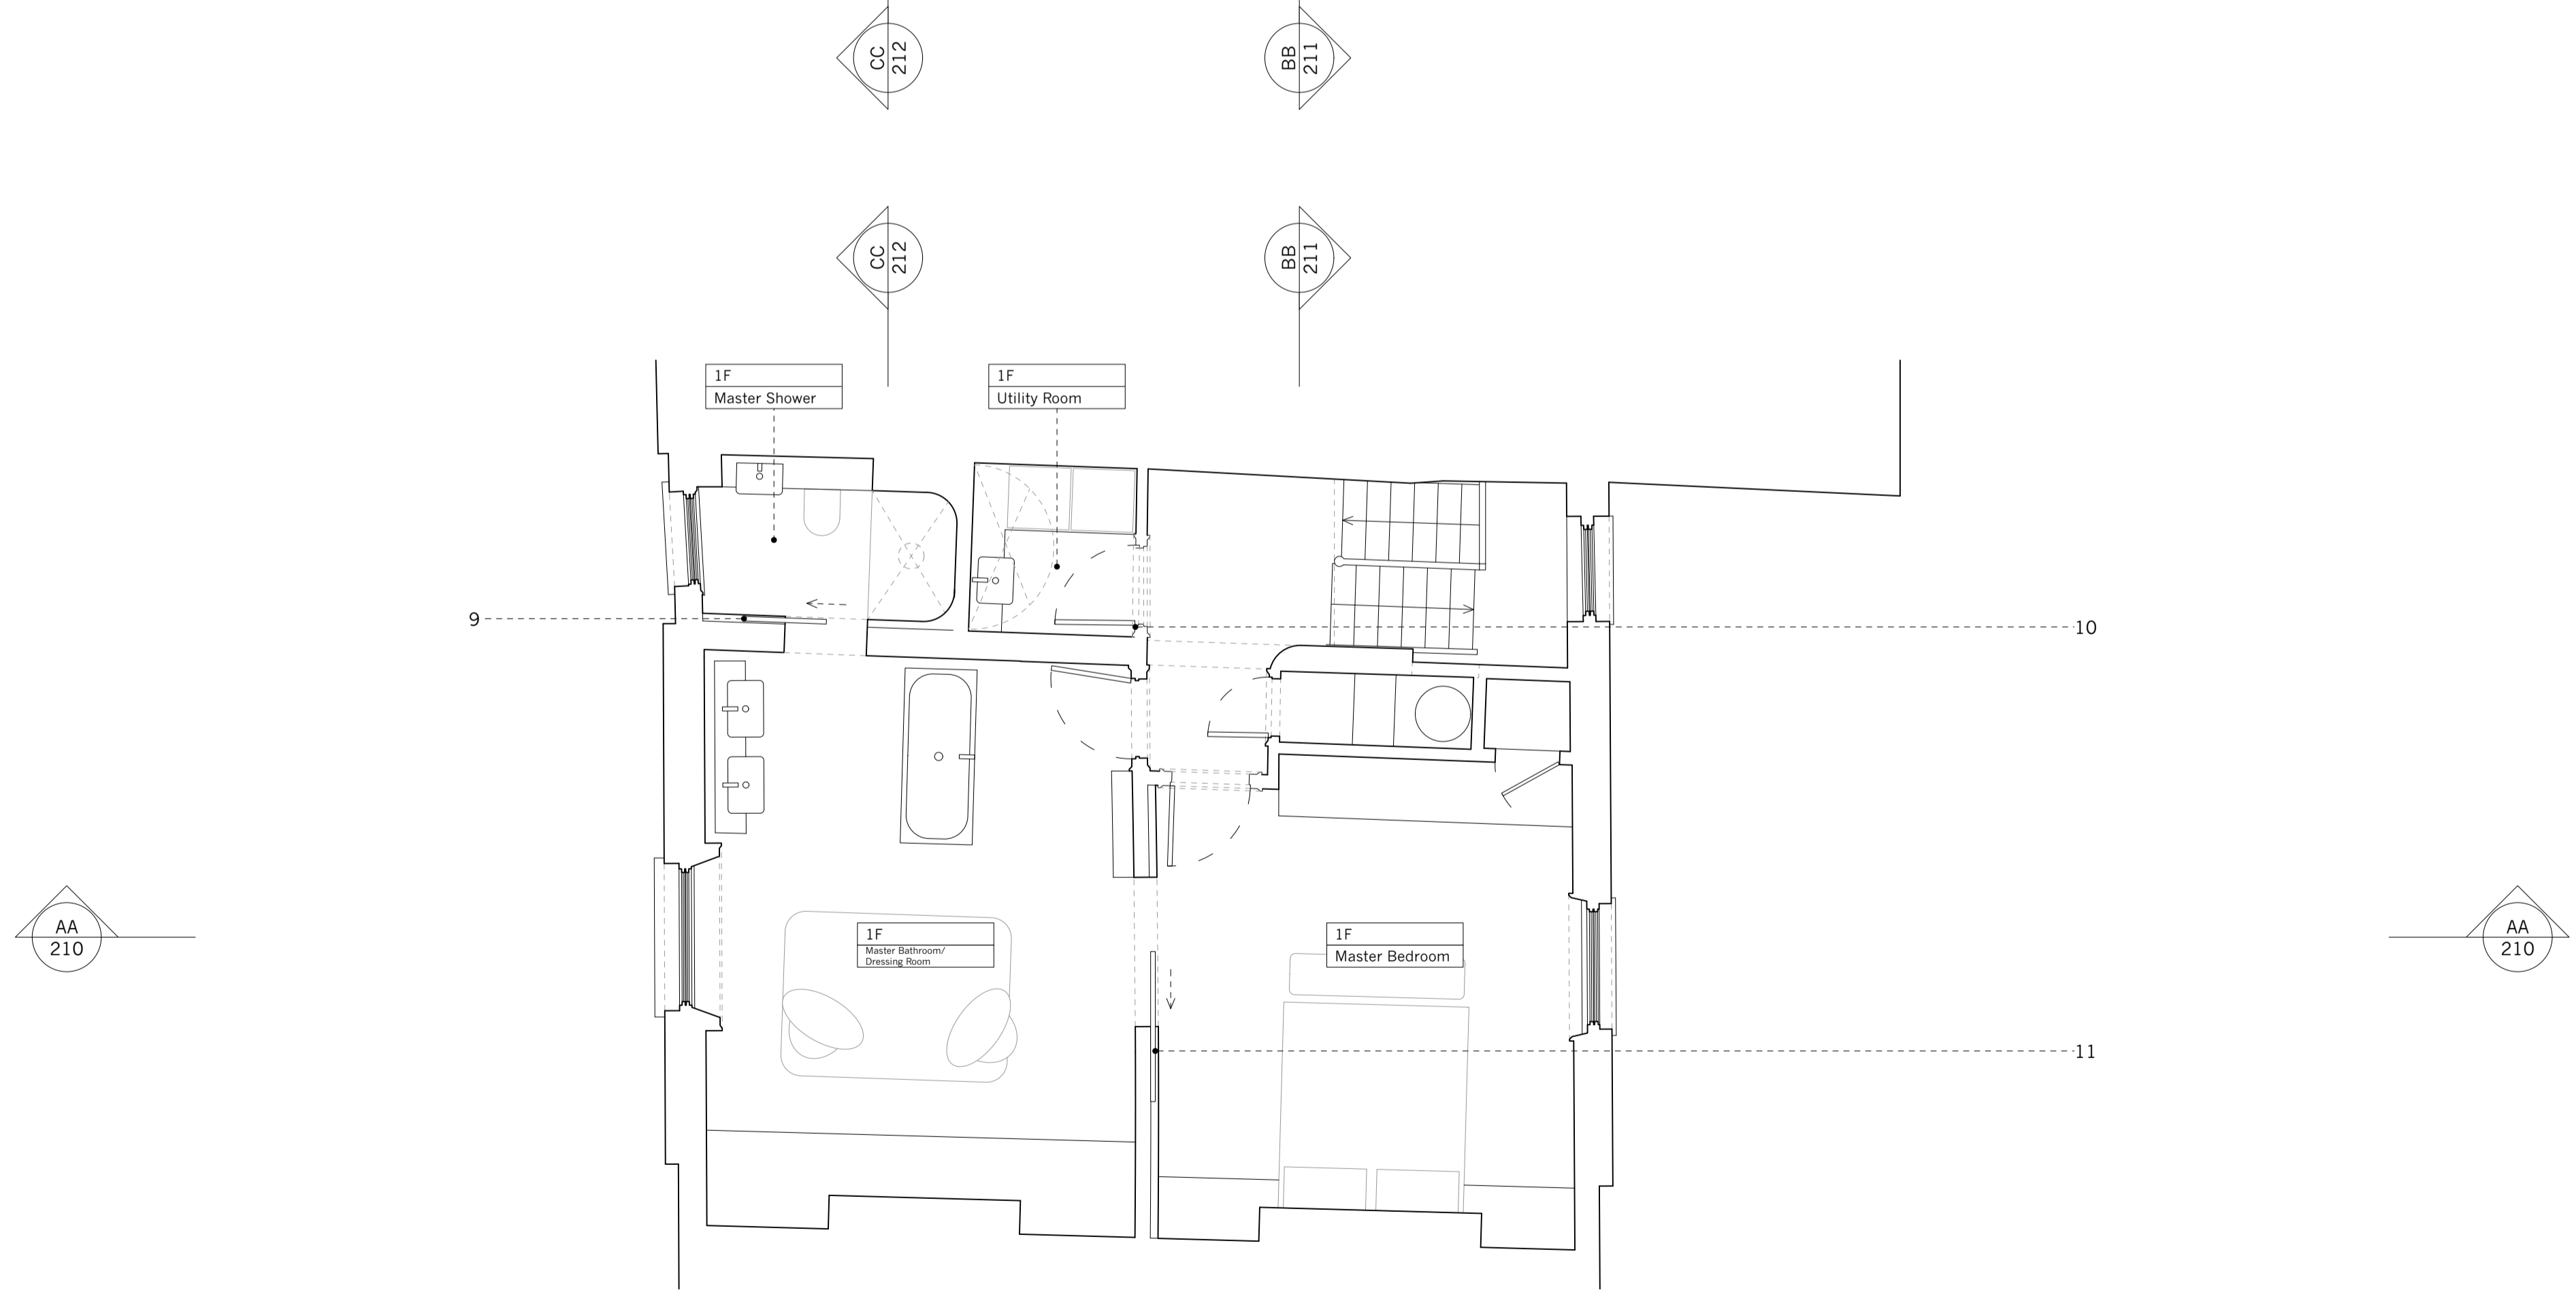 CC
212
BB
211
CC
212
BB
211
1F
Master Shower
1F
Utility Room
9
10
AA
210
1F
Master Bathroom/
Dressing Room
1F
Master Bedroom
AA
210
11